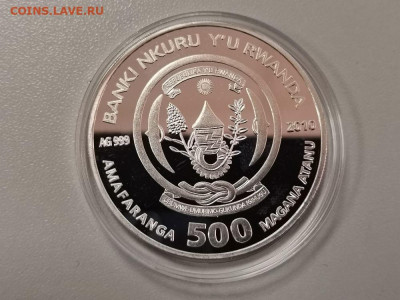 COINS.LAVE.RU
BANKI NKURU Y'U RWANDA
AG 999
2010
AMAFARANGA
500
MAGANA ATANU